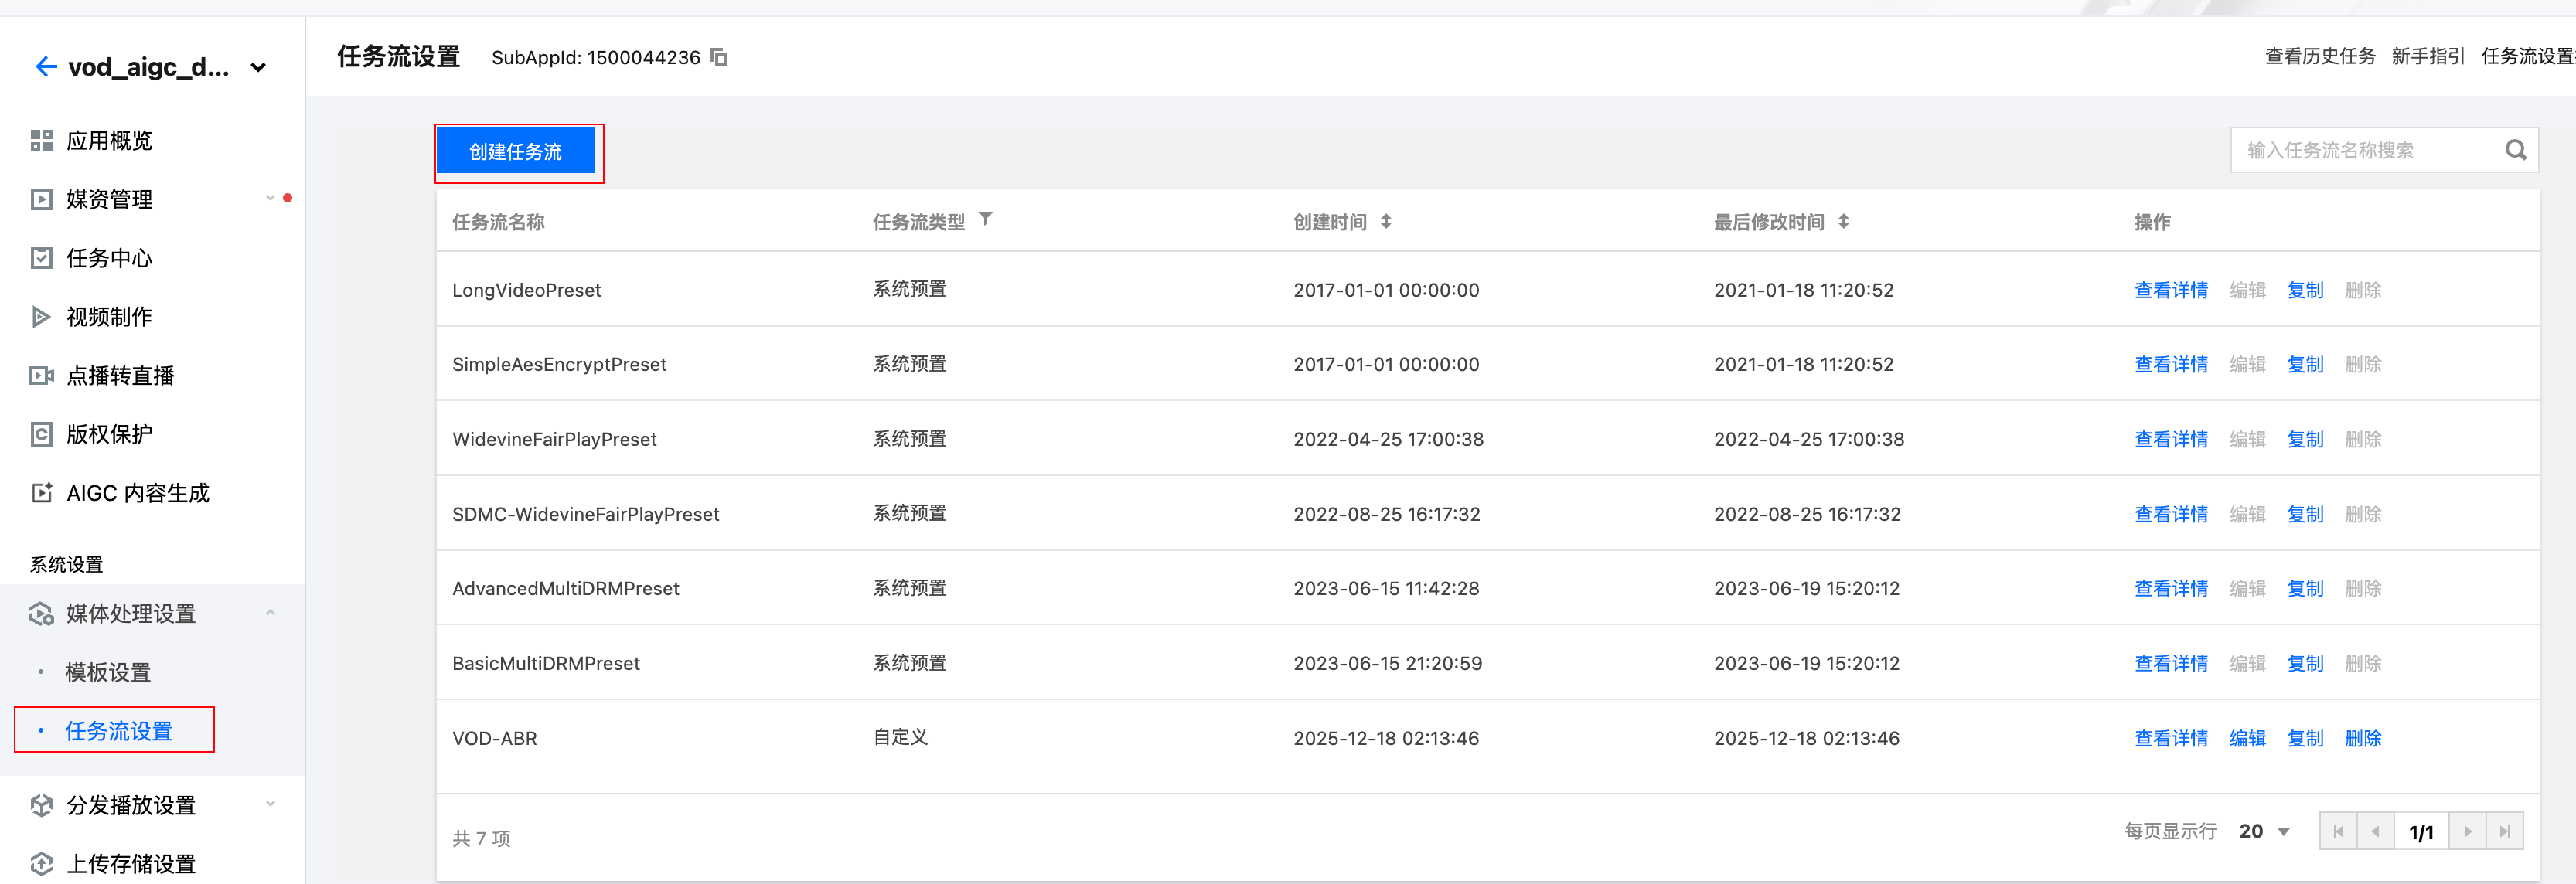 vod_aigc_d...
应用概览
媒资管理
任务中心
视频制作
点播转直播
版权保护
AIGC 内容生成
系统设置
媒体处理设置
模板设置
任务流设置
分发播放设置
上传存储设置
任务流设置 SubAppId: 1500044236
查看历史任务 新手指引 任务流设置
创建任务流
输入任务流名称搜索
任务流名称 任务流类型 创建时间 最后修改时间 操作
LongVideoPreset 系统预置 2017-01-01 00:00:00 2021-01-18 11:20:52 查看详情 编辑 复制 删除
SimpleAesEncryptPreset 系统预置 2017-01-01 00:00:00 2021-01-18 11:20:52 查看详情 编辑 复制 删除
WidevineFairPlayPreset 系统预置 2022-04-25 17:00:38 2022-04-25 17:00:38 查看详情 编辑 复制 删除
SDMC-WidevineFairPlayPreset 系统预置 2022-08-25 16:17:32 2022-08-25 16:17:32 查看详情 编辑 复制 删除
AdvancedMultiDRMPreset 系统预置 2023-06-15 11:42:28 2023-06-19 15:20:12 查看详情 编辑 复制 删除
BasicMultiDRMPreset 系统预置 2023-06-15 21:20:59 2023-06-19 15:20:12 查看详情 编辑 复制 删除
VOD-ABR 自定义 2025-12-18 02:13:46 2025-12-18 02:13:46 查看详情 编辑 复制 删除
共 7 项
每页显示行 20 1/1